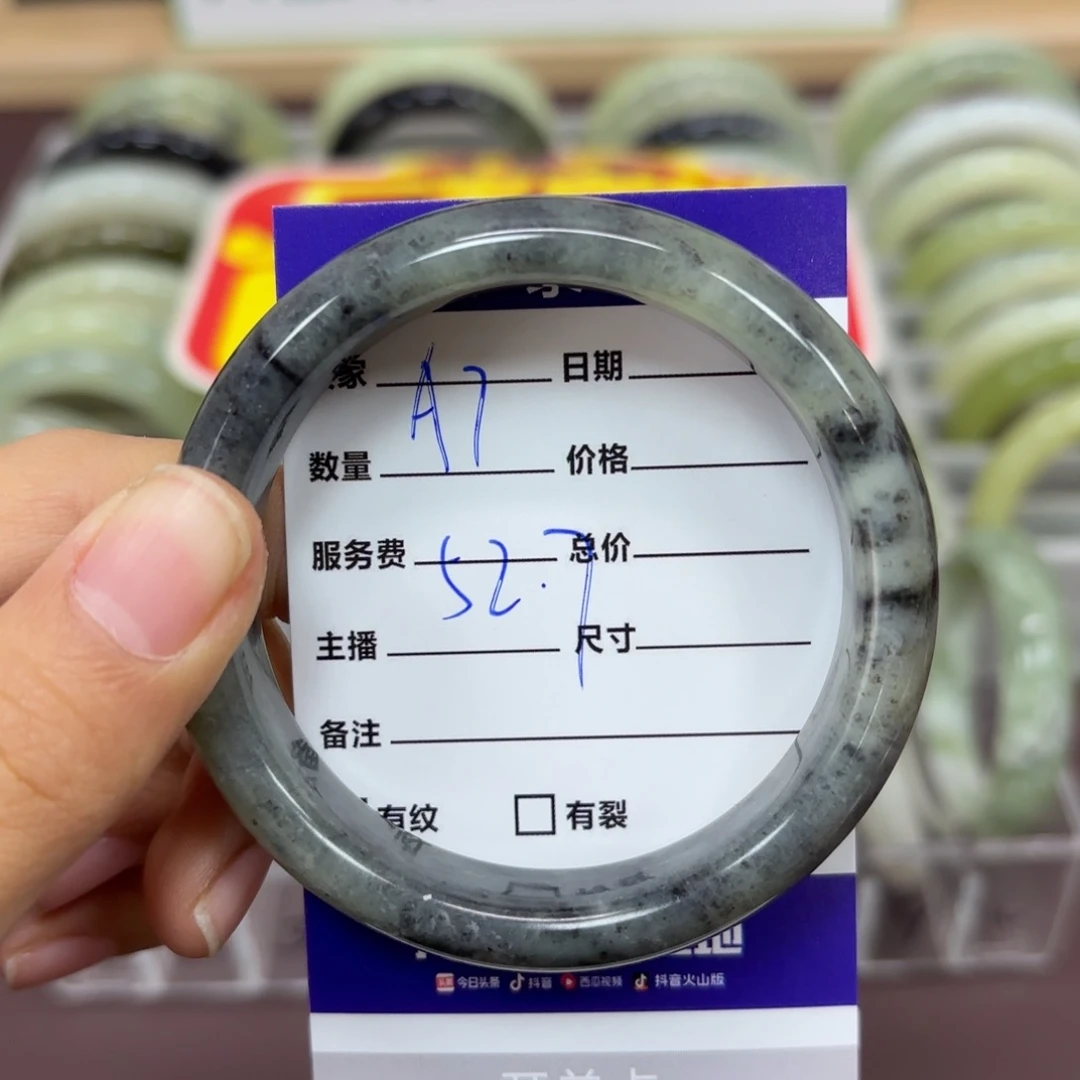 家 日期
A7
数量 价格
服务费 总价
52.7
主播 尺寸
备注
有纹 有裂
今日头条 抖音 西瓜视频 抖音火山版